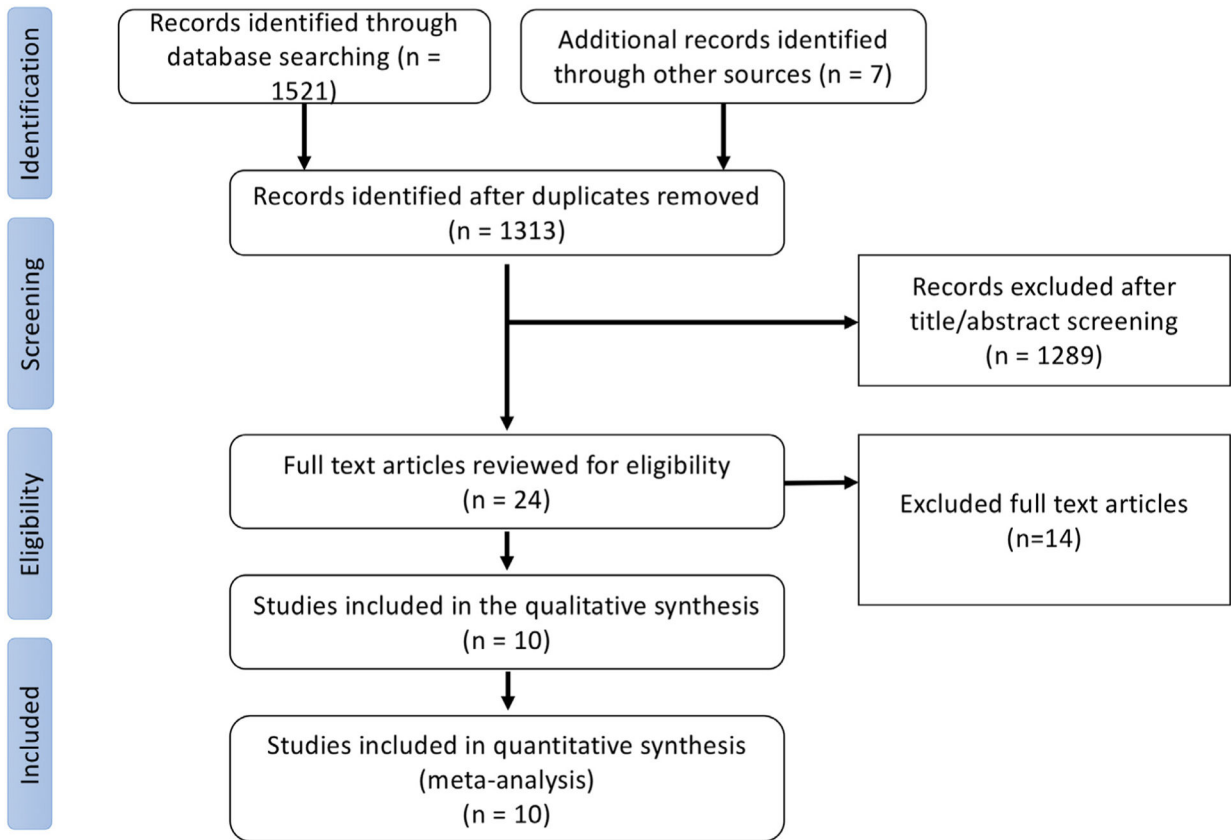 Identification
Records identified through
database searching (n =
1521)
Additional records identified
through other sources (n = 7)
Records identified after duplicates removed
(n = 1313)
Screening
Records excluded after
title/abstract screening
(n = 1289)
Eligibility
Full text articles reviewed for eligibility
(n = 24)
Excluded full text articles
(n=14)
Studies included in the qualitative synthesis
(n = 10)
Included
Studies included in quantitative synthesis
(meta-analysis)
(n = 10)